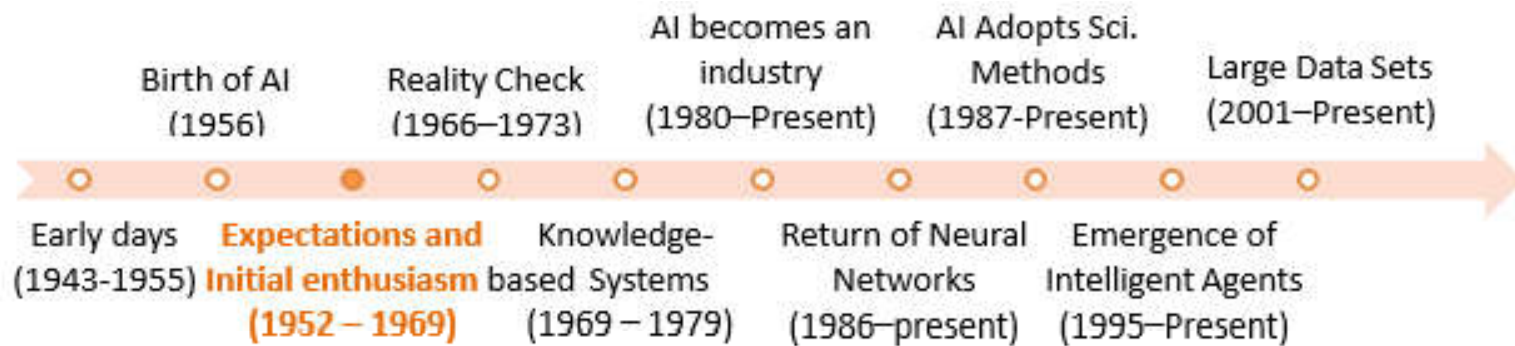 Early days
(1943-1955)
Birth of AI
(1956)
Expectations and
Initial enthusiasm
(1952 – 1969)
Reality Check
(1966–1973)
Knowledge-
based Systems
(1969 – 1979)
AI becomes an
industry
(1980–Present)
Return of Neural
Networks
(1986–present)
AI Adopts Sci.
Methods
(1987-Present)
Emergence of
Intelligent Agents
(1995–Present)
Large Data Sets
(2001–Present)